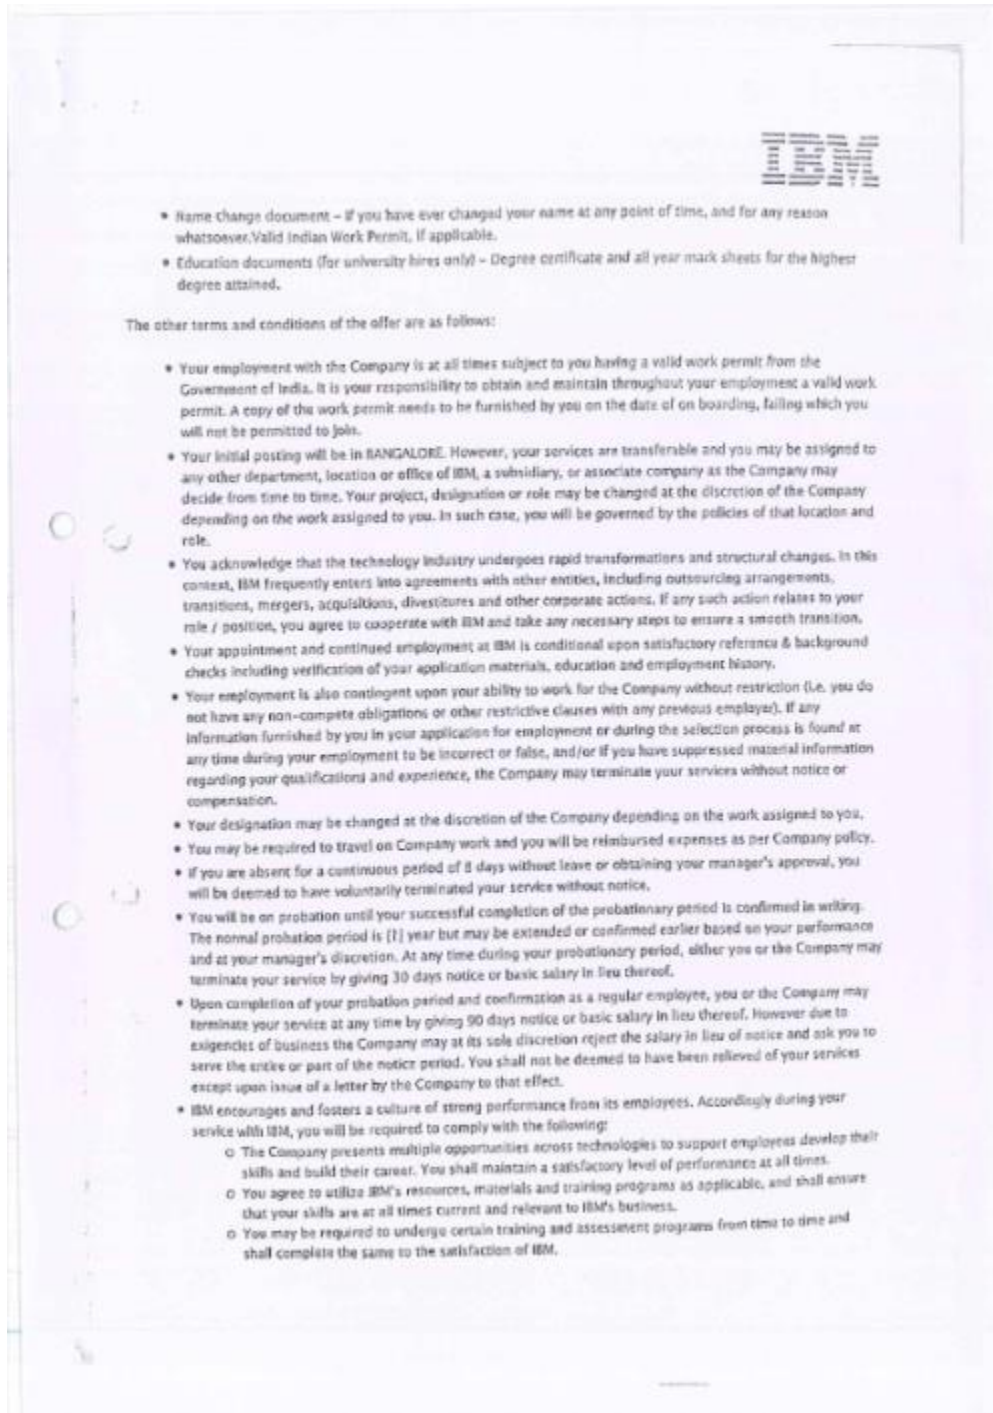 IBM
• Name change document – If you have ever changed your name at any point of time, and for any reason
whatsoever.Valid Indian Work Permit, if applicable.
• Education documents (for university hires only) – Degree certificate and all year mark sheets for the highest
degree attained.
The other terms and conditions of the offer are as follows:
• Your employment with the Company is at all times subject to you having a valid work permit from the
Government of India. It is your responsibility to obtain and maintain throughout your employment a valid work
permit. A copy of the work permit needs to be furnished by you on the date of on boarding, failing which you
will not be permitted to join.
• Your initial posting will be in BANGALORE. However, your services are transferable and you may be assigned to
any other department, location or office of IBM, a subsidiary, or associate company as the Company may
decide from time to time. Your project, designation or role may be changed at the discretion of the Company
depending on the work assigned to you. In such case, you will be governed by the policies of that location and
role.
• You acknowledge that the technology industry undergoes rapid transformations and structural changes. In this
context, IBM frequently enters into agreements with other entities, including outsourcing arrangements,
transitions, mergers, acquisitions, divestitures and other corporate actions. If any such action relates to your
role / position, you agree to cooperate with IBM and take any necessary steps to ensure a smooth transition.
• Your appointment and continued employment at IBM is conditional upon satisfactory reference & background
checks including verification of your application materials, education and employment history.
• Your employment is also contingent upon your ability to work for the Company without restriction (i.e. you do
not have any non-compete obligations or other restrictive clauses with any previous employer). If any
information furnished by you in your application for employment or during the selection process is found at
any time during your employment to be incorrect or false, and/or if you have suppressed material information
regarding your qualifications and experience, the Company may terminate your services without notice or
compensation.
• Your designation may be changed at the discretion of the Company depending on the work assigned to you.
• You may be required to travel on Company work and you will be reimbursed expenses as per Company policy.
• If you are absent for a continuous period of 8 days without leave or obtaining your manager's approval, you
will be deemed to have voluntarily terminated your service without notice.
• You will be on probation until your successful completion of the probationary period is confirmed in writing.
The normal probation period is [1] year but may be extended or confirmed earlier based on your performance
and at your manager's discretion. At any time during your probationary period, either you or the Company may
terminate your service by giving 30 days notice or basic salary in lieu thereof.
• Upon completion of your probation period and confirmation as a regular employee, you or the Company may
terminate your service at any time by giving 90 days notice or basic salary in lieu thereof. However due to
exigencies of business the Company may at its sole discretion reject the salary in lieu of notice and ask you to
serve the entire or part of the notice period. You shall not be deemed to have been relieved of your services
except upon issue of a letter by the Company to that effect.
• IBM encourages and fosters a culture of strong performance from its employees. Accordingly during your
service with IBM, you will be required to comply with the following:
o The Company presents multiple opportunities across technologies to support employees develop their
skills and build their career. You shall maintain a satisfactory level of performance at all times.
o You agree to utilize IBM's resources, materials and training programs as applicable, and shall ensure
that your skills are at all times current and relevant to IBM's business.
o You may be required to undergo certain training and assessment programs from time to time and
shall complete the same to the satisfaction of IBM.